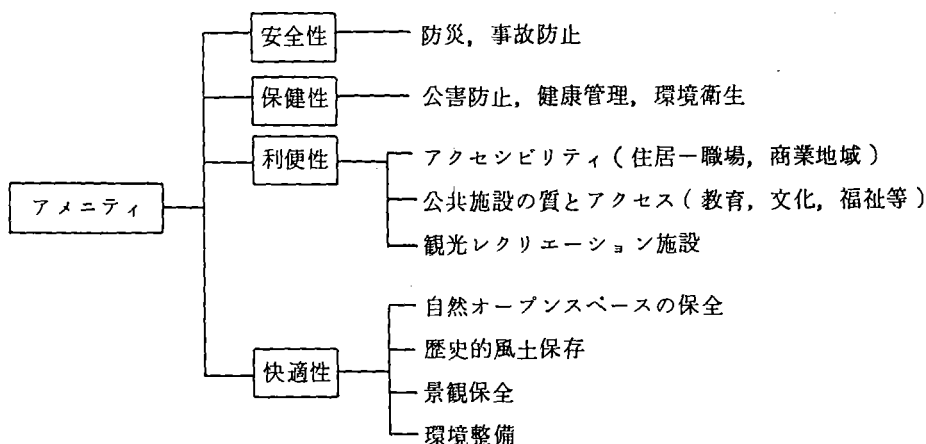 安全性 防災, 事故防止
保健性 公害防止, 健康管理, 環境衛生
利便性 アクセシビリティ(住居-職場, 商業地域)
アメニティ 公共施設の質とアクセス(教育, 文化, 福祉等)
観光レクリエーション施設
自然オープンスペースの保全
歴史的風土保存
快適性
景観保全
環境整備